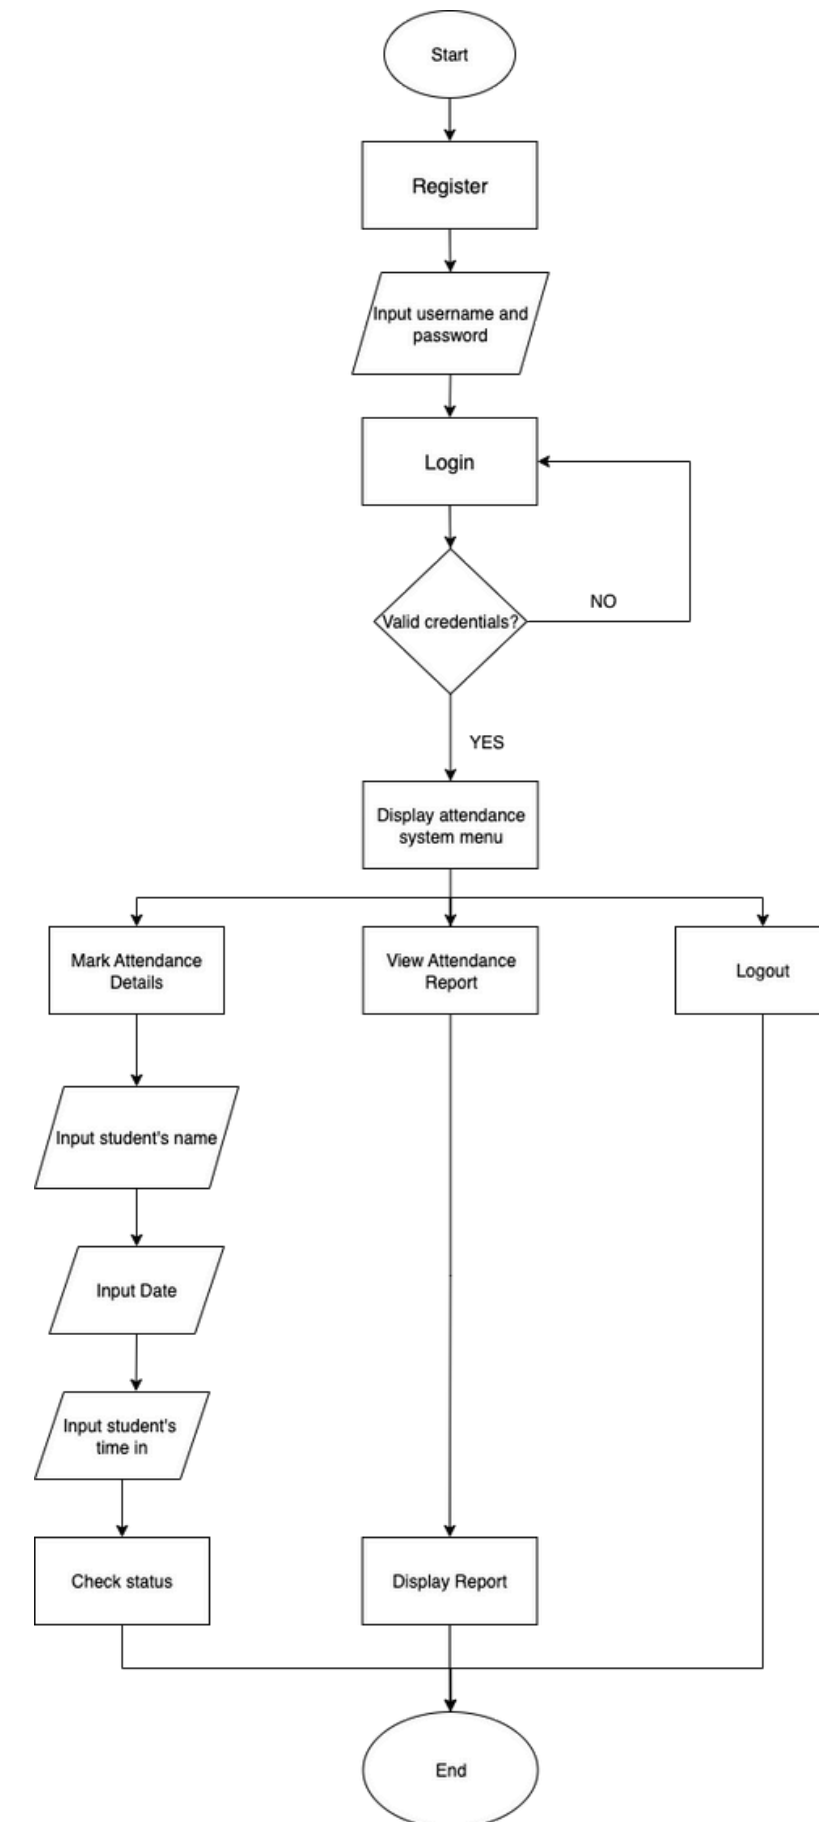 Start
Register
Input username and
password
Login
Valid credentials?
NO
YES
Display attendance
system menu
Mark Attendance
Details
View Attendance
Report
Logout
Input student's name
Input Date
Input student's
time in
Check status
Display Report
End